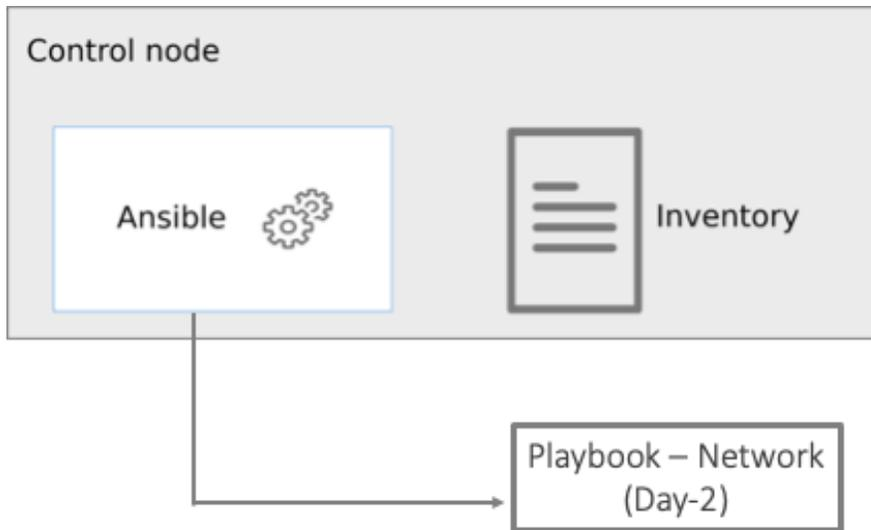 Control node
Ansible
Inventory
Playbook – Network
(Day-2)